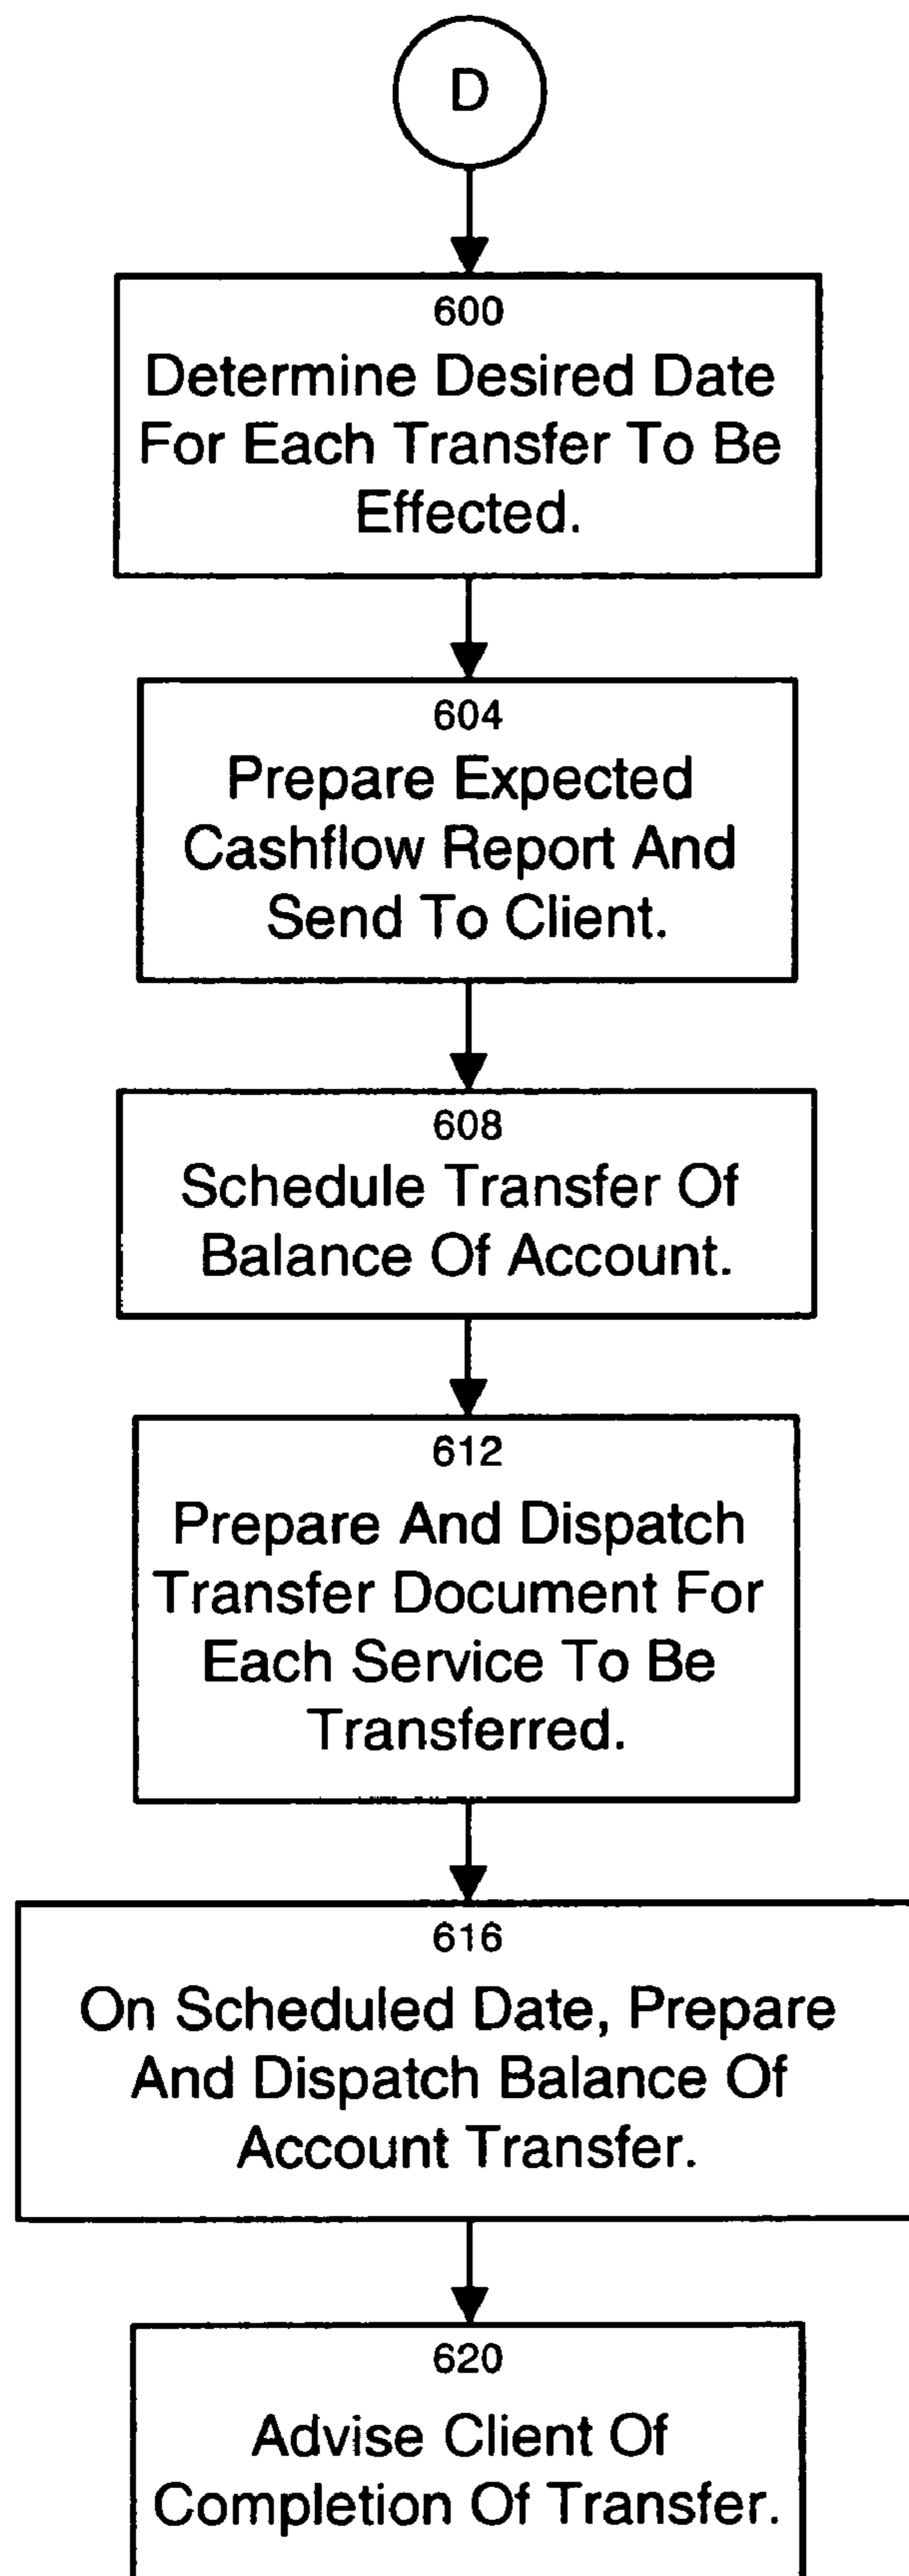 D
600
Determine Desired Date
For Each Transfer To Be
Effected.
604
Prepare Expected
Cashflow Report And
Send To Client.
608
Schedule Transfer Of
Balance Of Account.
612
Prepare And Dispatch
Transfer Document For
Each Service To Be
Transferred.
616
On Scheduled Date, Prepare
And Dispatch Balance Of
Account Transfer.
620
Advise Client Of
Completion Of Transfer.